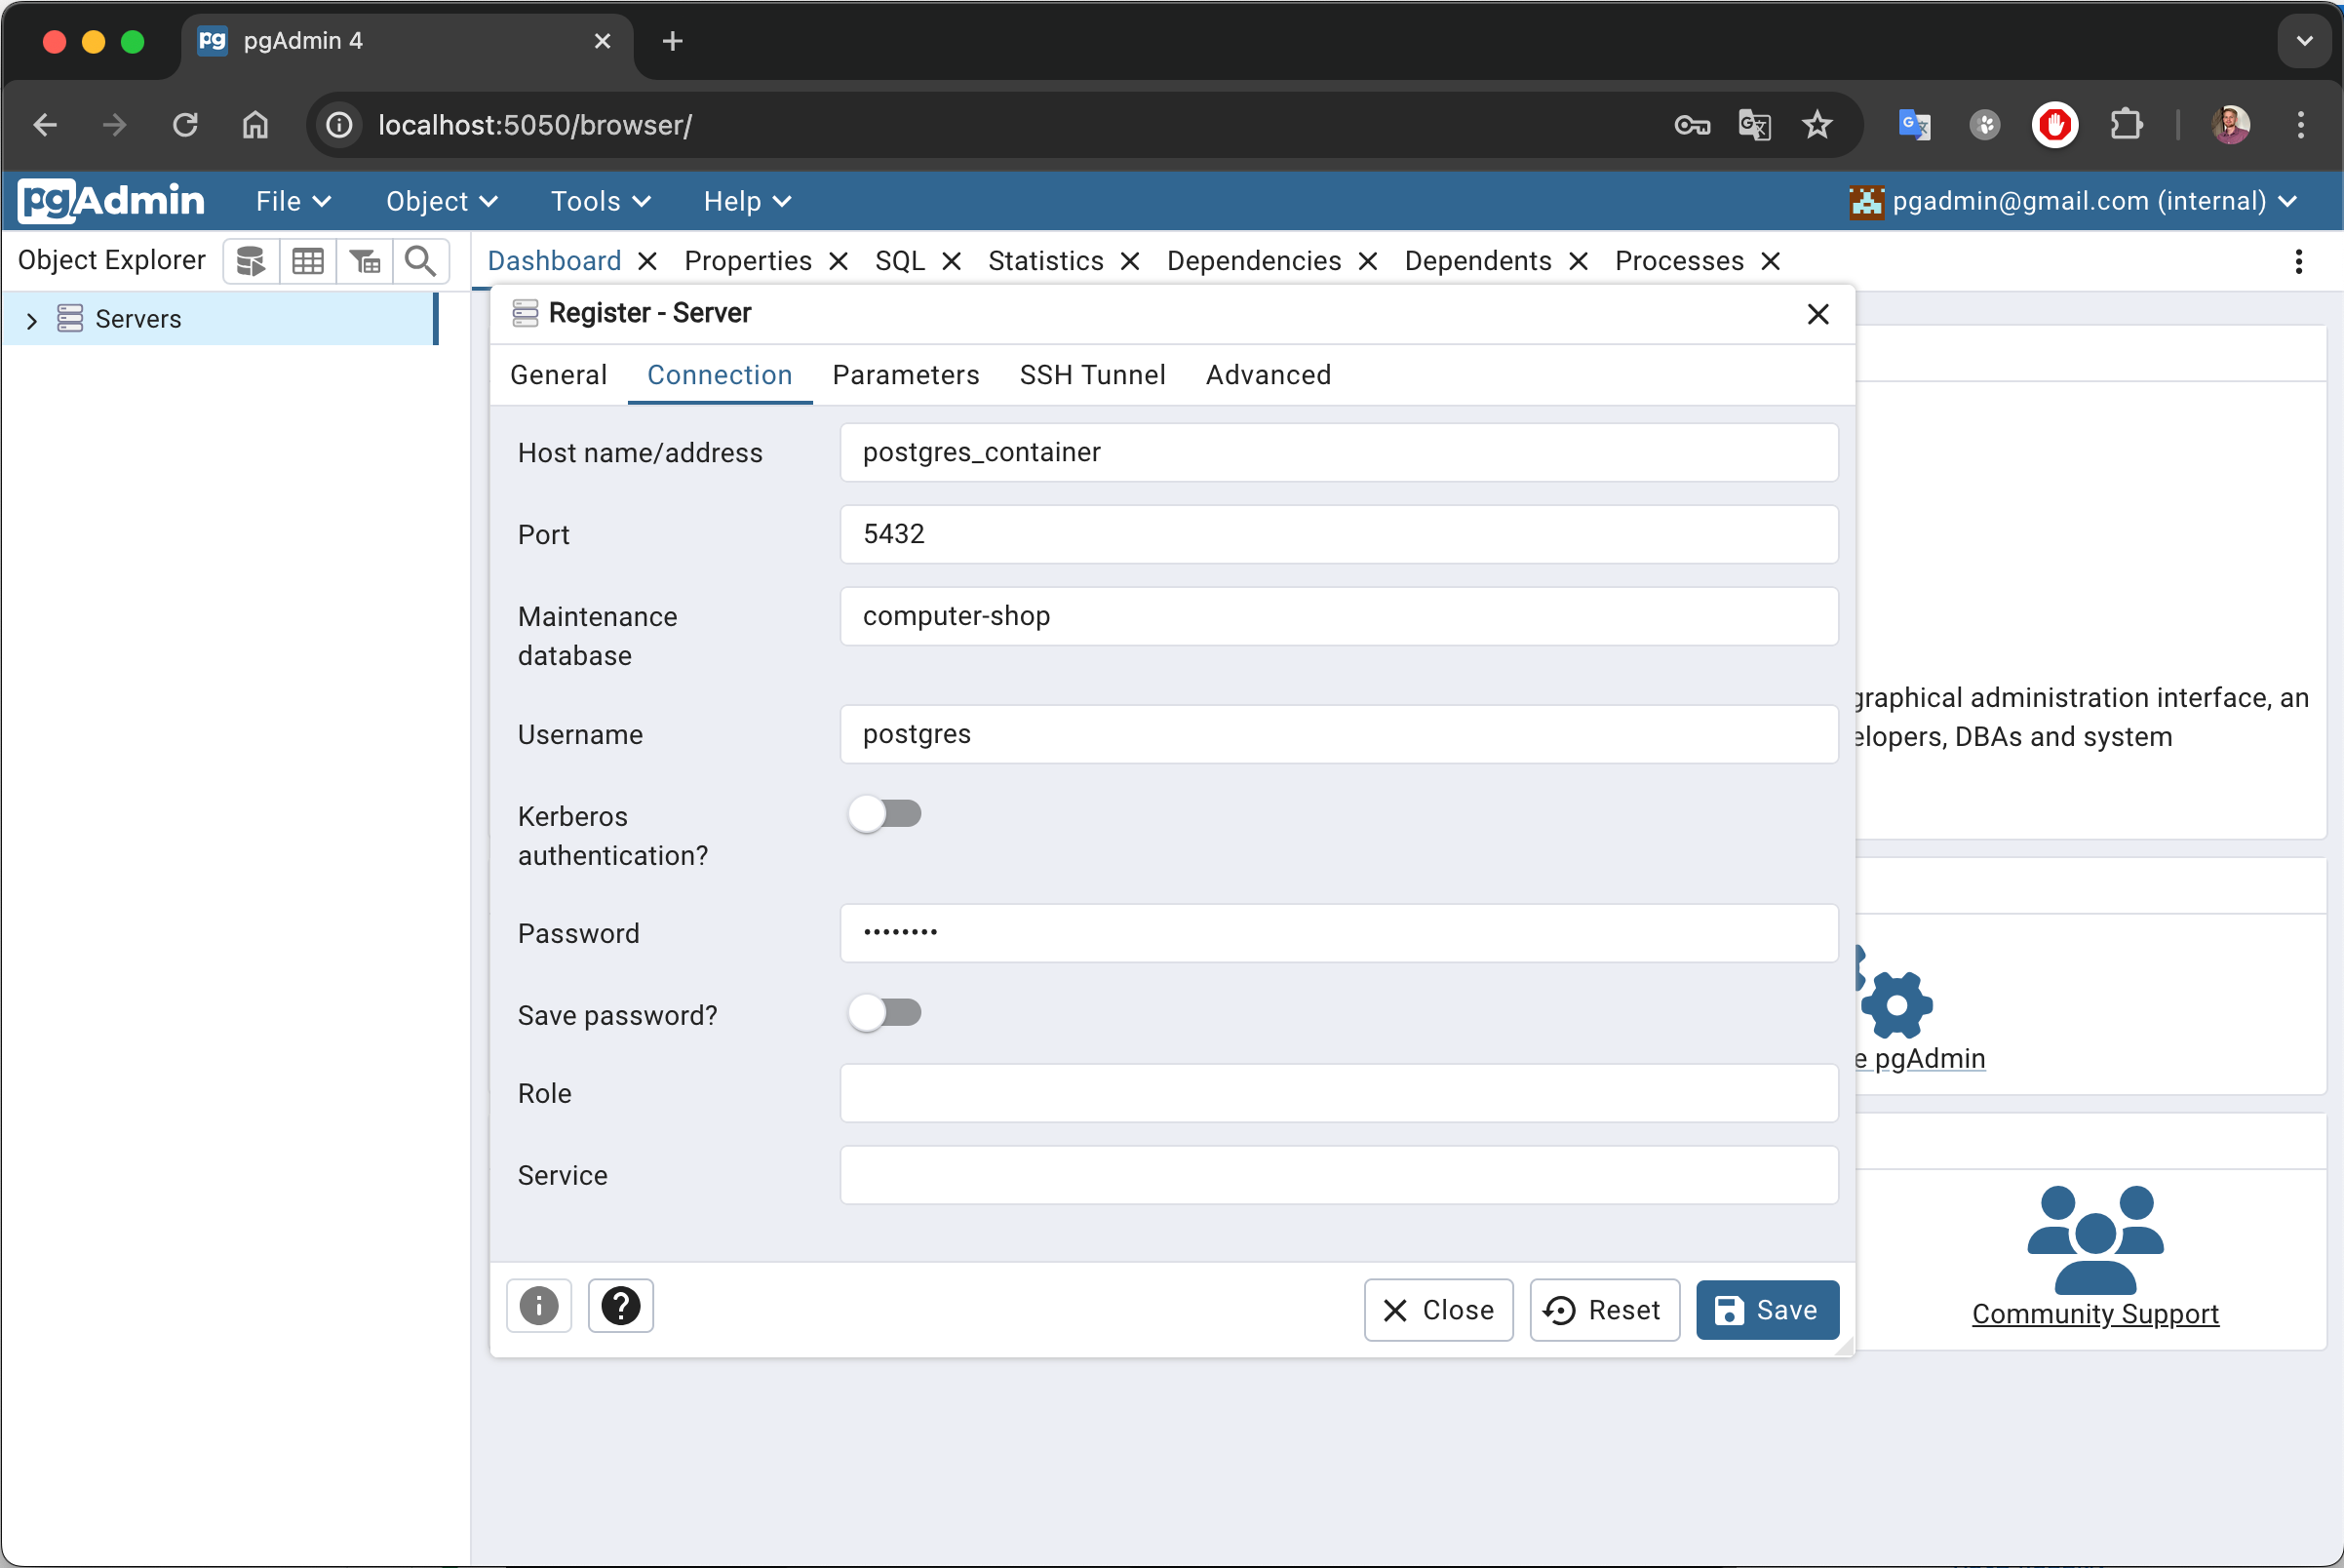 pg pgAdmin 4
localhost:5050/browser/
pgAdmin File Object Tools Help pgadmin@gmail.com (internal)
Object Explorer Dashboard Properties SQL Statistics Dependencies Dependents Processes
Servers
Register - Server
General Connection Parameters SSH Tunnel Advanced
Host name/address postgres_container
Port 5432
Maintenance database computer-shop
Username postgres
Kerberos authentication?
Password ••••••••
Save password?
Role
Service
Close Reset Save
graphical administration interface, an
elopers, DBAs and system
e pgAdmin
Community Support